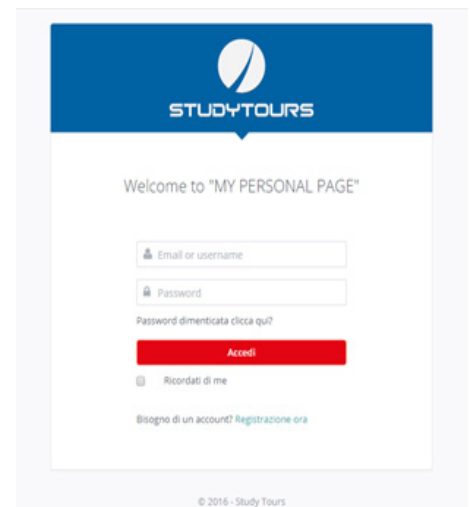 STUDYTOURS
Welcome to "MY PERSONAL PAGE"
Email or username
Password
Password dimenticata clicca qui?
Accedi
Ricordati di me
Bisogno di un account? Registrazione ora
© 2016 - Study Tours